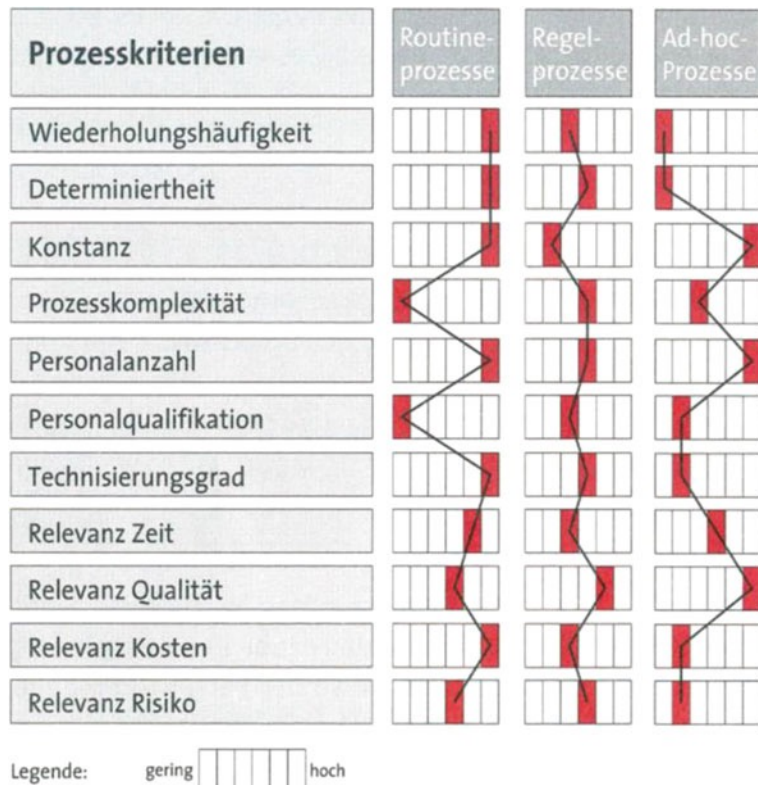 Prozesskriterien
Routine-
prozesse
Regel-
prozesse
Ad-hoc-
Prozesse
Wiederholungshäufigkeit
Determiniertheit
Konstanz
Prozesskomplexität
Personalanzahl
Personalqualifikation
Technisierungsgrad
Relevanz Zeit
Relevanz Qualität
Relevanz Kosten
Relevanz Risiko
Legende: gering hoch